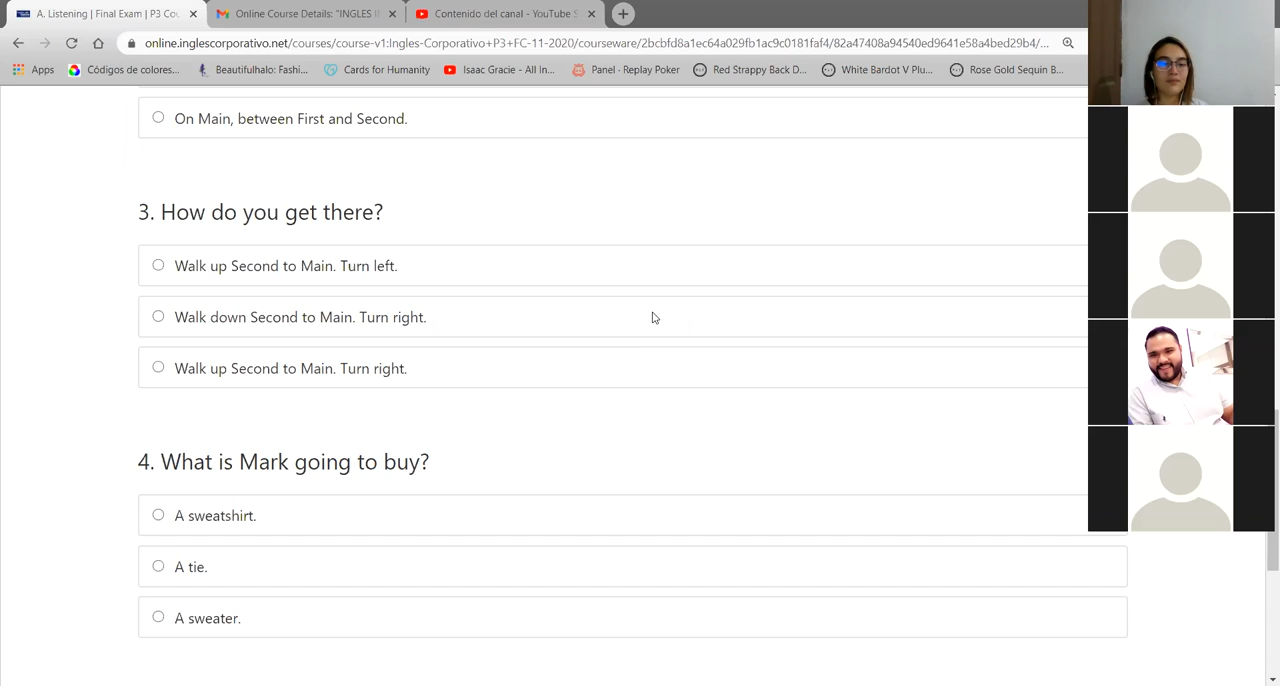 A. Listening | Final Exam | P3 Co
Online Course Details: "INGLES I
Contenido del canal - YouTube S
online.inglescorporativo.net/courses/course-v1:Ingles-Corporativo+P3+FC-11-2020/courseware/2bcbfd8a1ec64a029fb1ac9c0181faf4/82a47408a94540ed9641e58a4bed29b4/...
Apps Códigos de colores... Beautifulhalo: Fashi... Cards for Humanity Isaac Gracie - All In... Panel · Replay Poker Red Strappy Back D... White Bardot V Plu... Rose Gold Sequin B...
On Main, between First and Second.
3. How do you get there?
Walk up Second to Main. Turn left.
Walk down Second to Main. Turn right.
Walk up Second to Main. Turn right.
4. What is Mark going to buy?
A sweatshirt.
A tie.
A sweater.